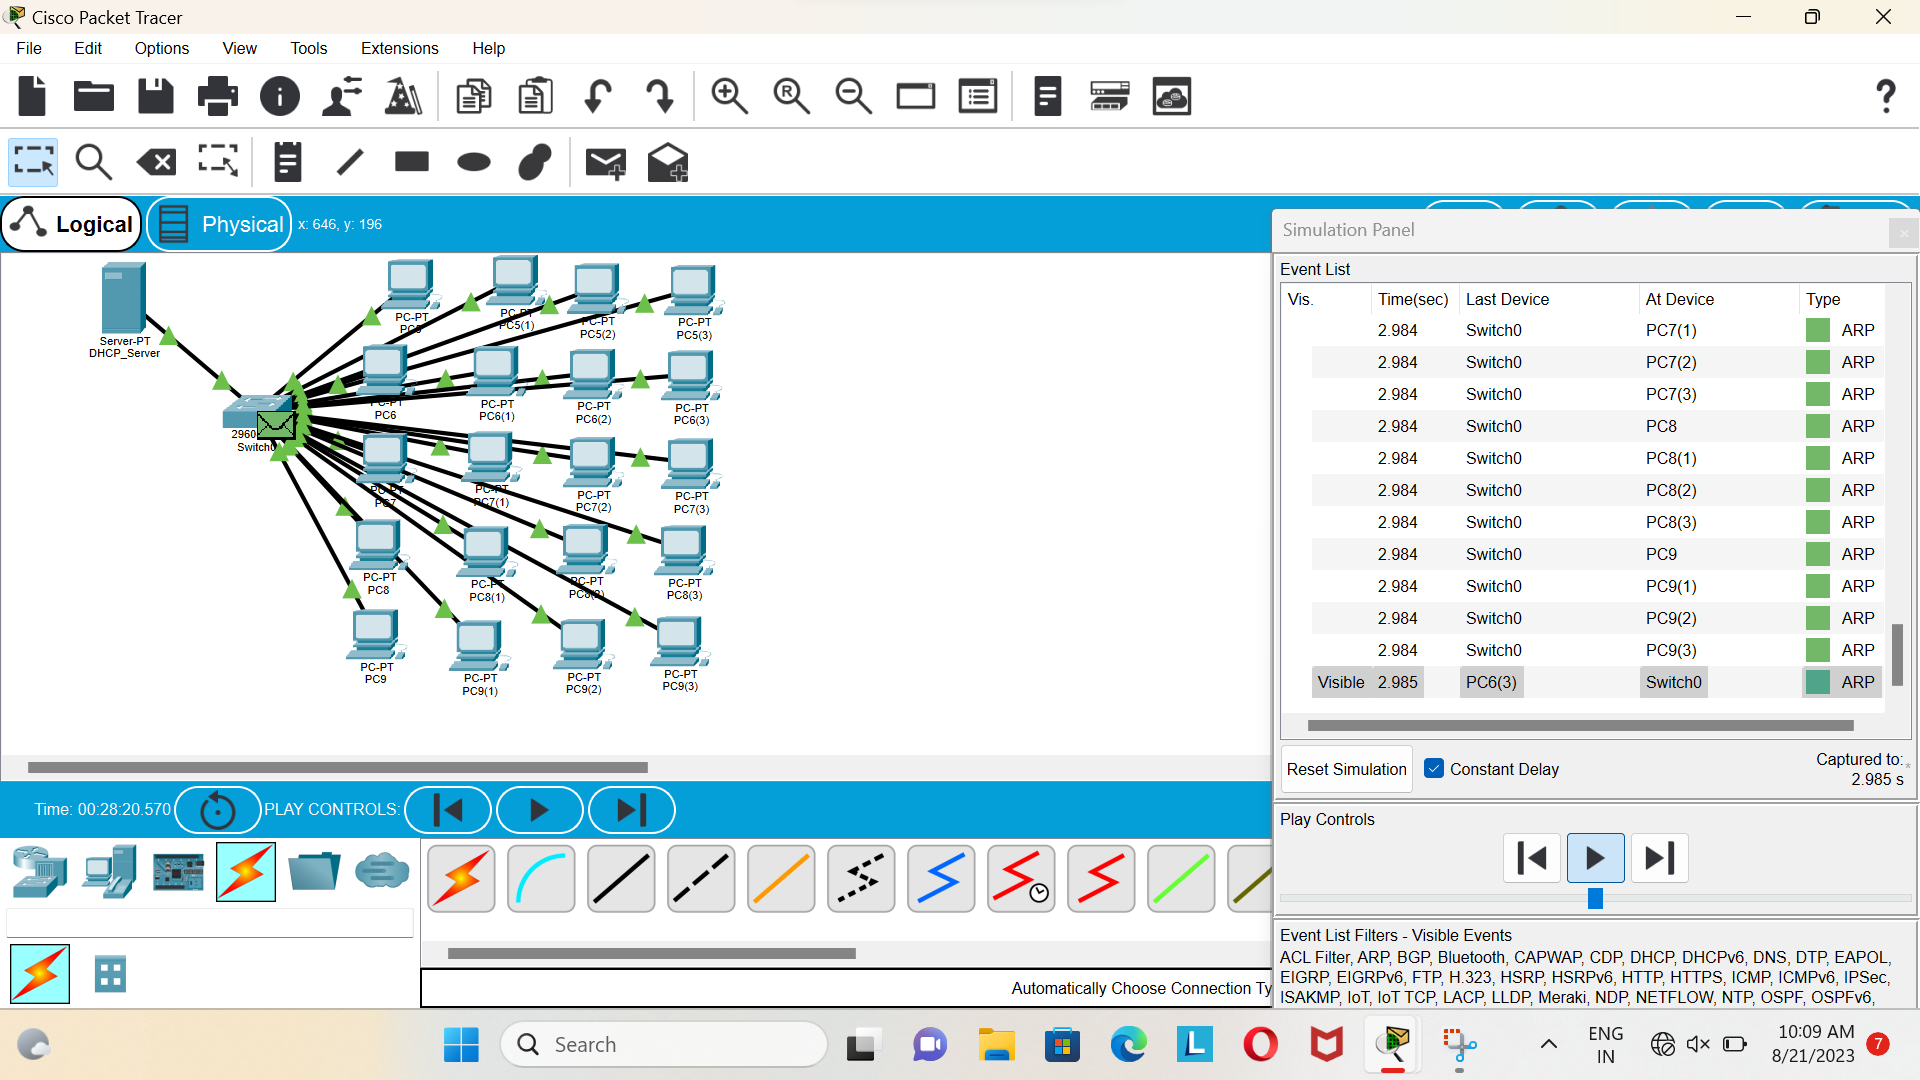 Cisco Packet Tracer
File Edit Options View Tools Extensions Help
Logical Physical x: 646, y: 196
Simulation Panel
Event List
Vis. Time(sec) Last Device At Device Type
2.984 Switch0 PC7(1) ARP
2.984 Switch0 PC7(2) ARP
2.984 Switch0 PC7(3) ARP
2.984 Switch0 PC8 ARP
2.984 Switch0 PC8(1) ARP
2.984 Switch0 PC8(2) ARP
2.984 Switch0 PC8(3) ARP
2.984 Switch0 PC9 ARP
2.984 Switch0 PC9(1) ARP
2.984 Switch0 PC9(2) ARP
2.984 Switch0 PC9(3) ARP
Visible 2.985 PC6(3) Switch0 ARP
Reset Simulation Constant Delay
Captured to: *
2.985 s
Play Controls
Event List Filters - Visible Events
ACL Filter, ARP, BGP, Bluetooth, CAPWAP, CDP, DHCP, DHCPv6, DNS, DTP, EAPOL,
EIGRP, EIGRPv6, FTP, H.323, HSRP, HSRPv6, HTTP, HTTPS, ICMP, ICMPv6, IPSec,
ISAKMP, IoT, IoT TCP, LACP, LLDP, Meraki, NDP, NETFLOW, NTP, OSPF, OSPFv6,
Server-PT
DHCP_Server
2960
Switch0
PC-PT
PC5
PC-PT
PC5(1)
PC-PT
PC5(2)
PC-PT
PC5(3)
PC-PT
PC6
PC-PT
PC6(1)
PC-PT
PC6(2)
PC-PT
PC6(3)
PC-PT
PC7
PC-PT
PC7(1)
PC-PT
PC7(2)
PC-PT
PC7(3)
PC-PT
PC8
PC-PT
PC8(1)
PC-PT
PC8(2)
PC-PT
PC8(3)
PC-PT
PC9
PC-PT
PC9(1)
PC-PT
PC9(2)
PC-PT
PC9(3)
Time: 00:28:20.570 PLAY CONTROLS:
Automatically Choose Connection Ty
Search
ENG
IN
10:09 AM
8/21/2023
7